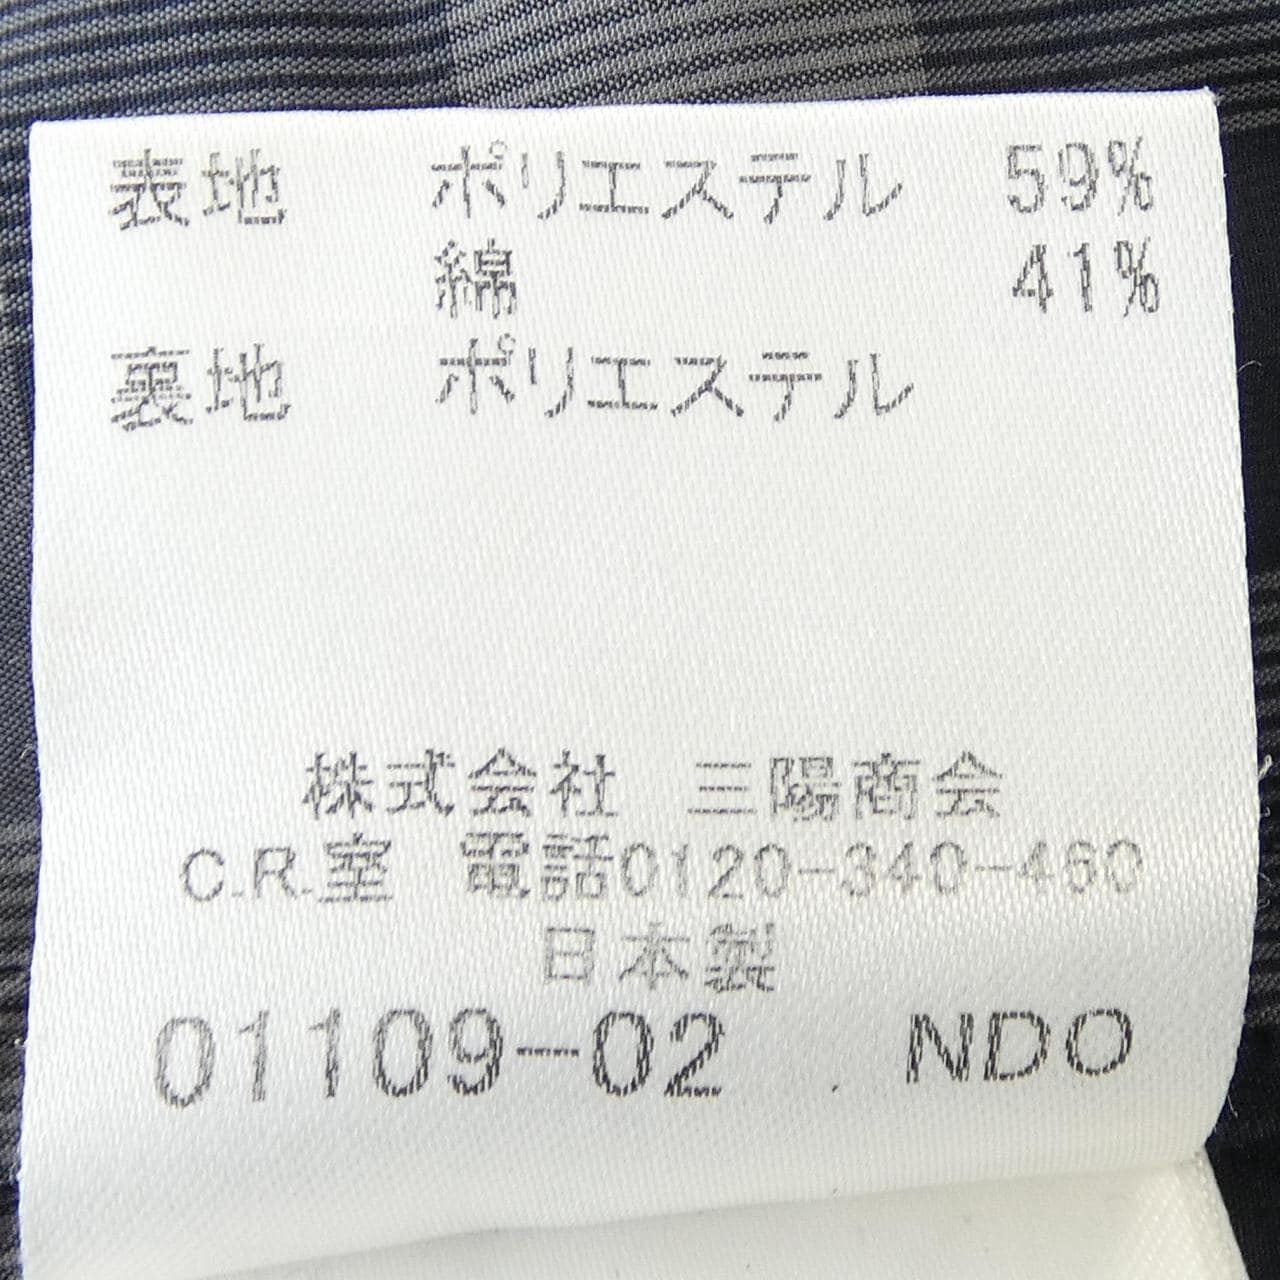 表地 ポリエステル 59%
綿 41%
裏地 ポリエステル
株式会社 三陽商会
C.R.室 電話0120-340-460
日本製
01109-02 NDO